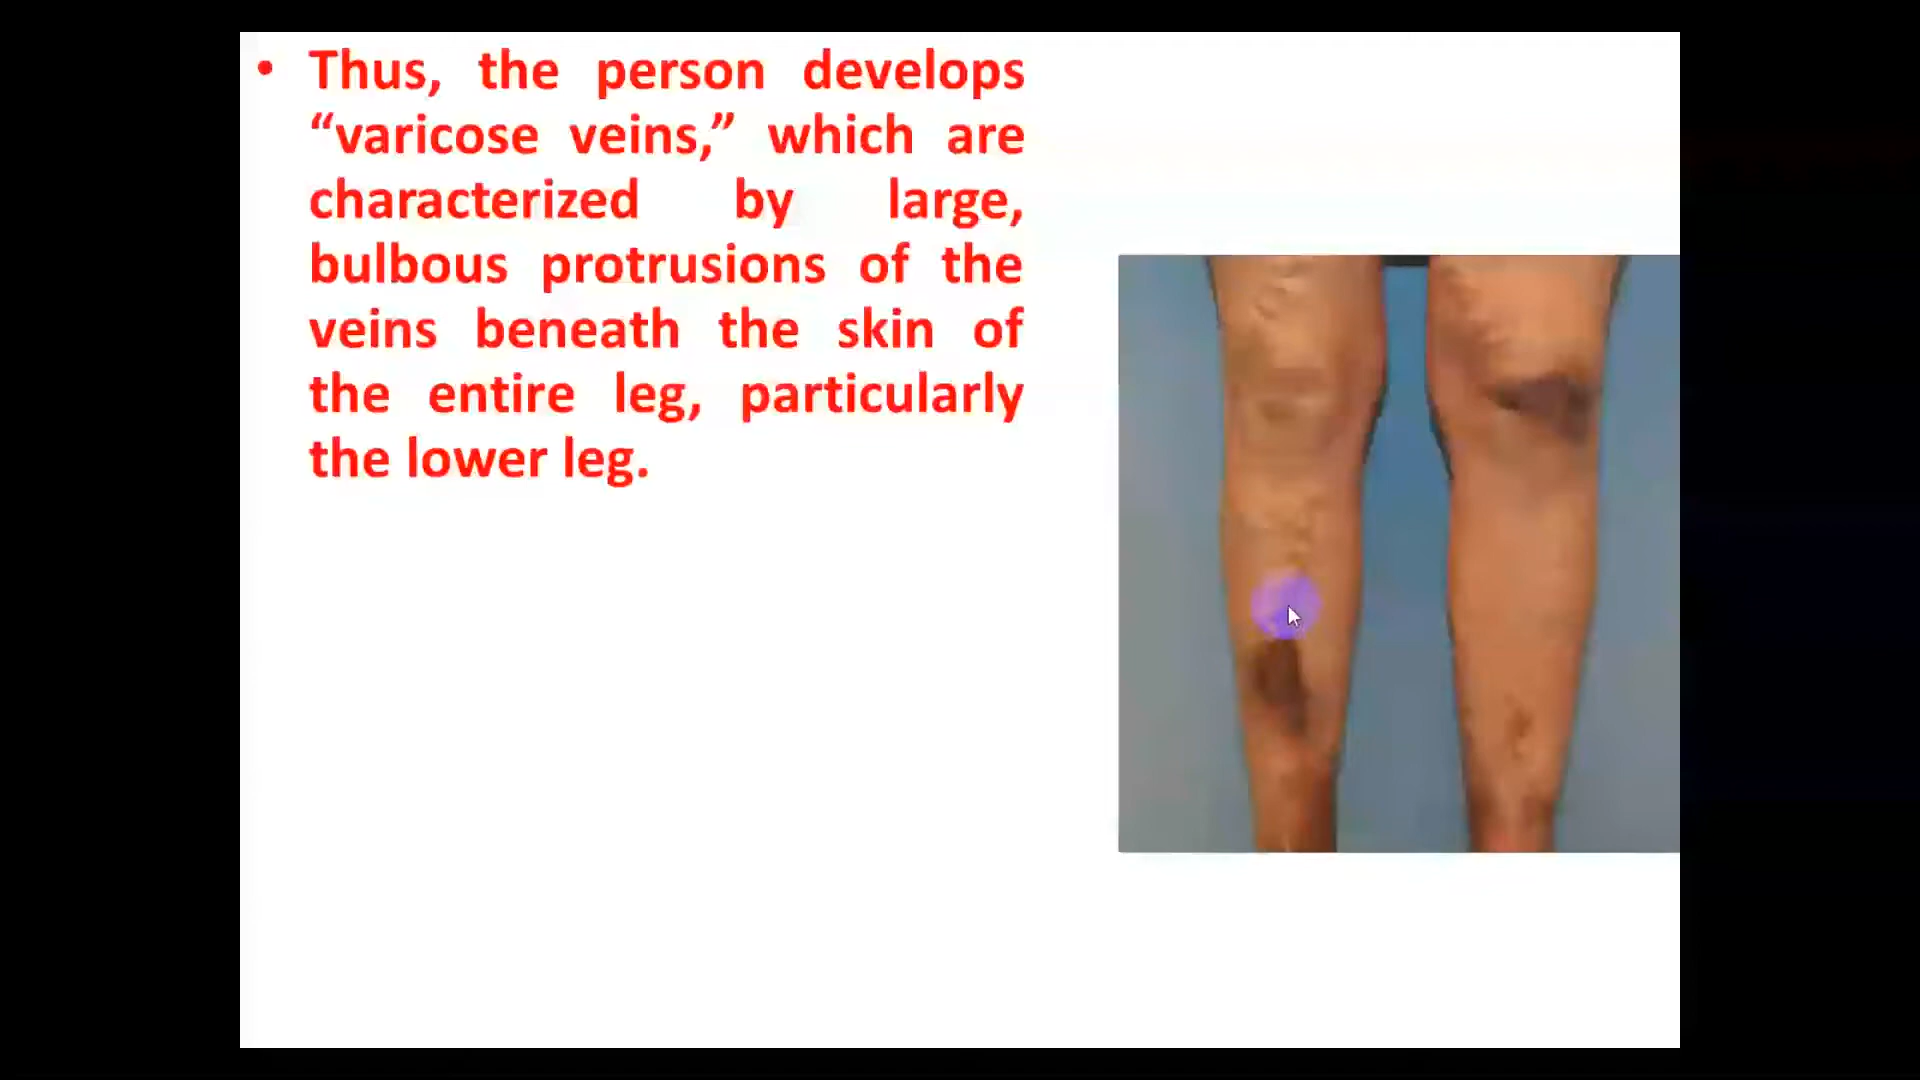 • Thus, the person develops
“varicose veins,” which are
characterized by large,
bulbous protrusions of the
veins beneath the skin of
the entire leg, particularly
the lower leg.